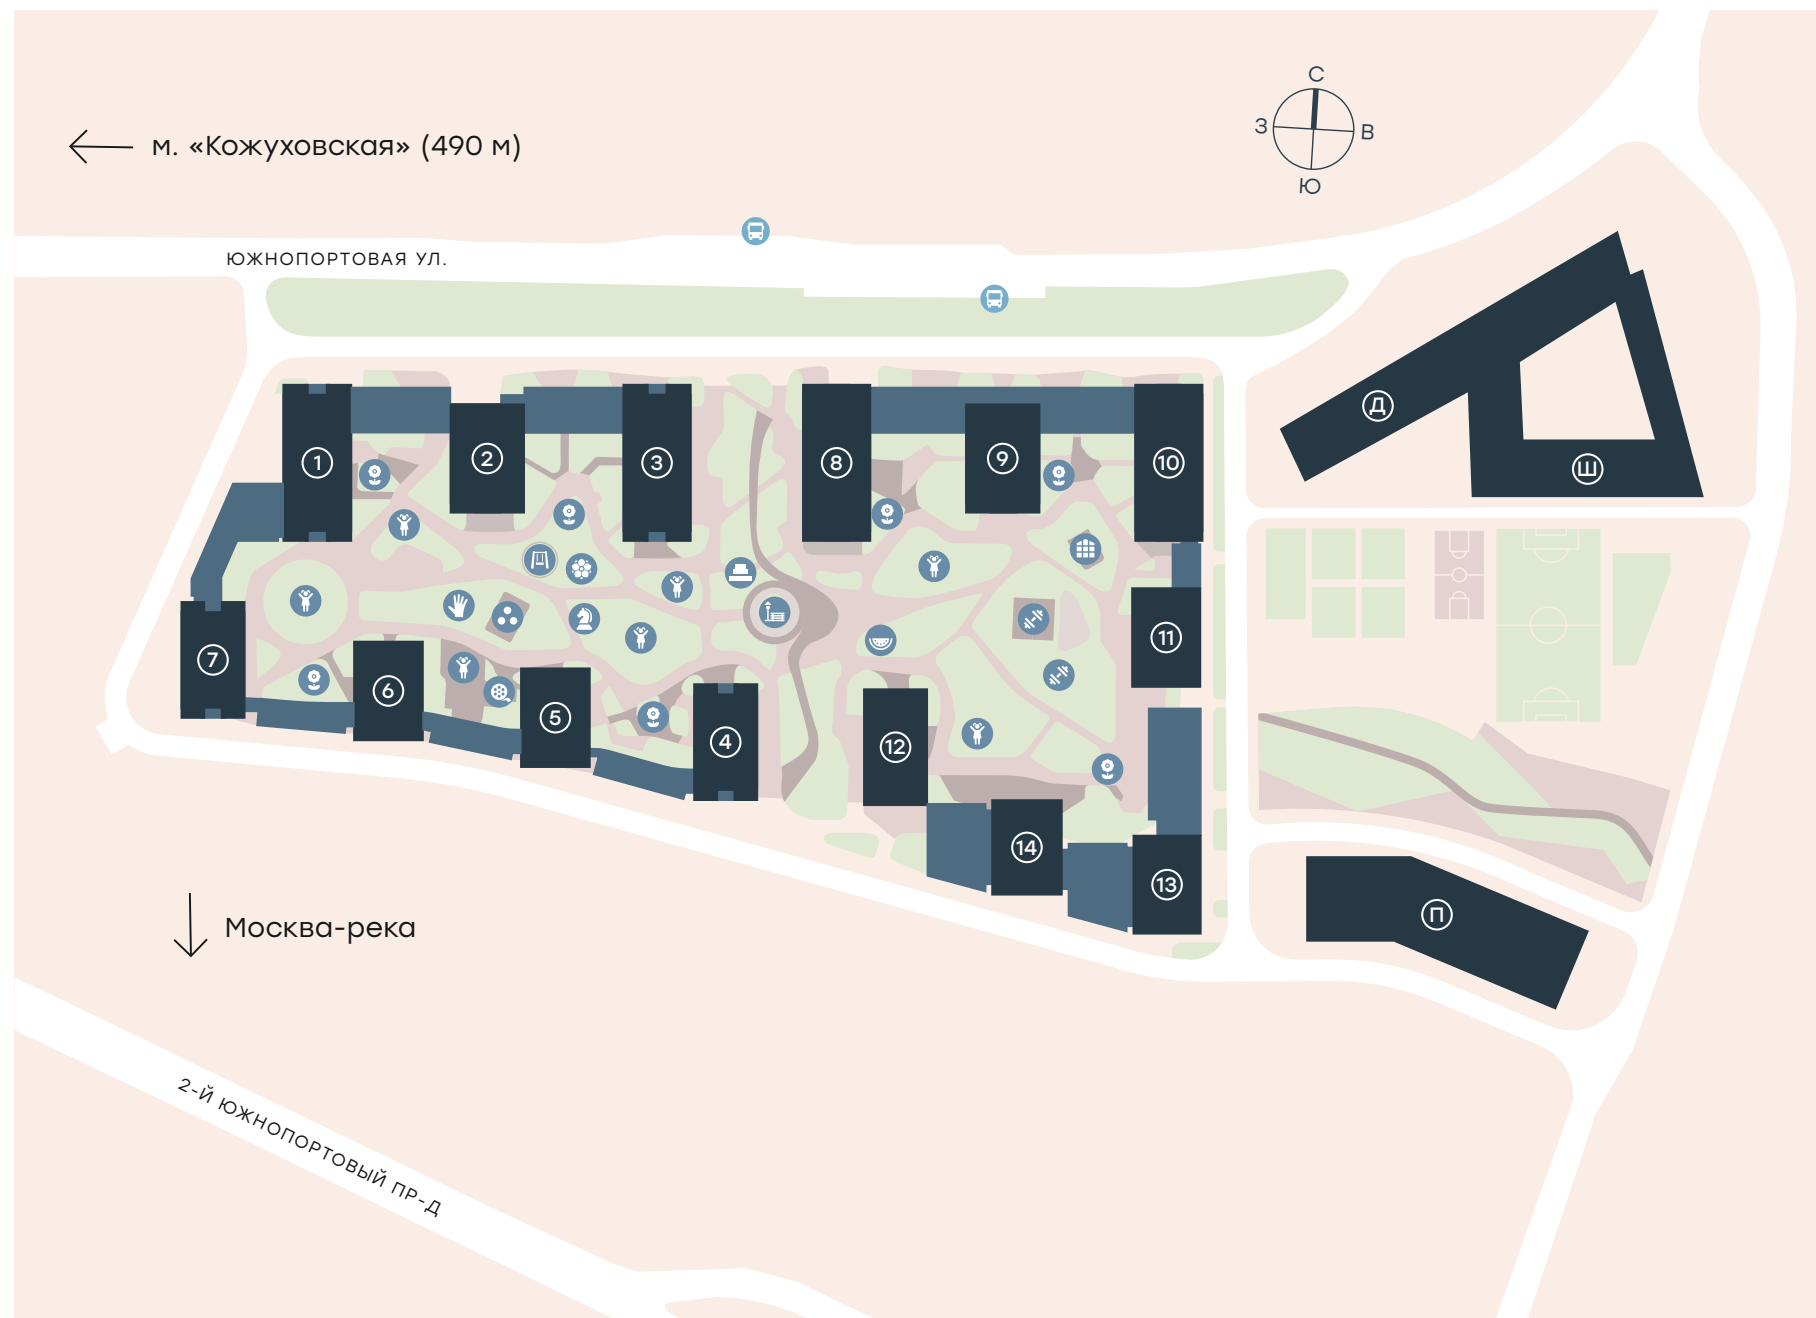 С
З
В
Ю
м. «Кожуховская» (490 м)
ЮЖНОПОРТОВАЯ УЛ.
1
2
3
8
9
10
Д
Ш
7
6
5
4
11
12
14
13
П
Москва-река
2-Й ЮЖНОПОРТОВЫЙ ПР-Д